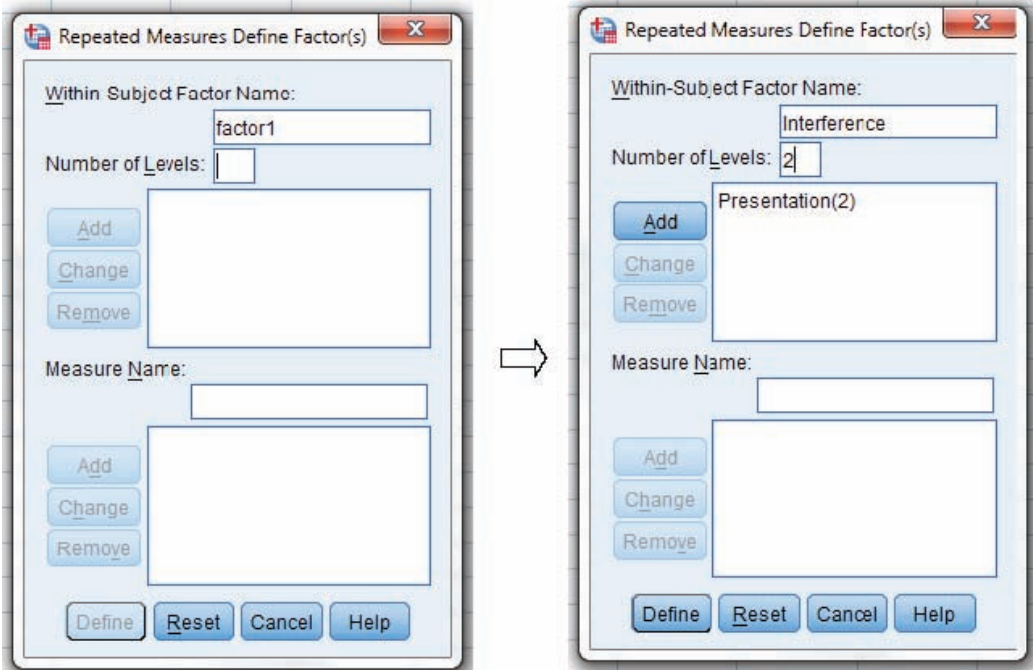 Repeated Measures Define Factor(s)
Within Subject Factor Name:
factor1
Number of Levels:
Add
Change
Remove
Measure Name:
Add
Change
Remove
Define Reset Cancel Help
Repeated Measures Define Factor(s)
Within-Subject Factor Name:
Interference
Number of Levels: 2
Presentation(2)
Add
Change
Remove
Measure Name:
Add
Change
Remove
Define Reset Cancel Help